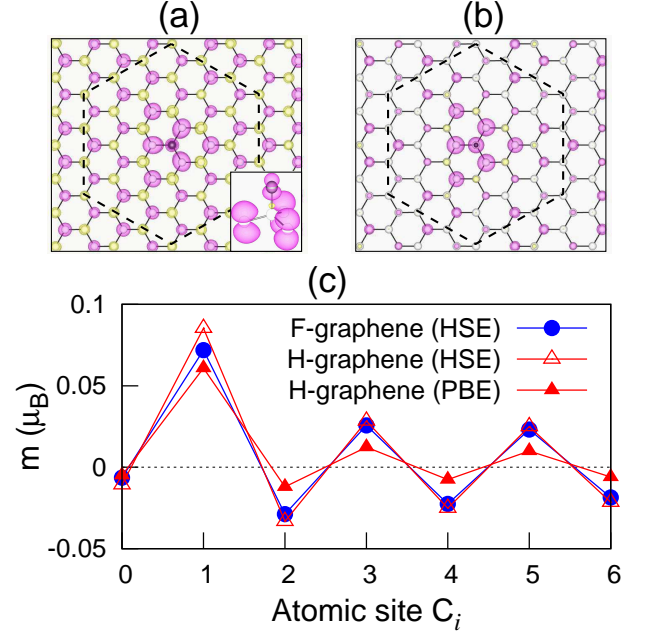 (a) (b)
(c)
0.1
0.05
0
-0.05
m (μB)
F-graphene (HSE)
H-graphene (HSE)
H-graphene (PBE)
0 1 2 3 4 5 6
Atomic site Ci